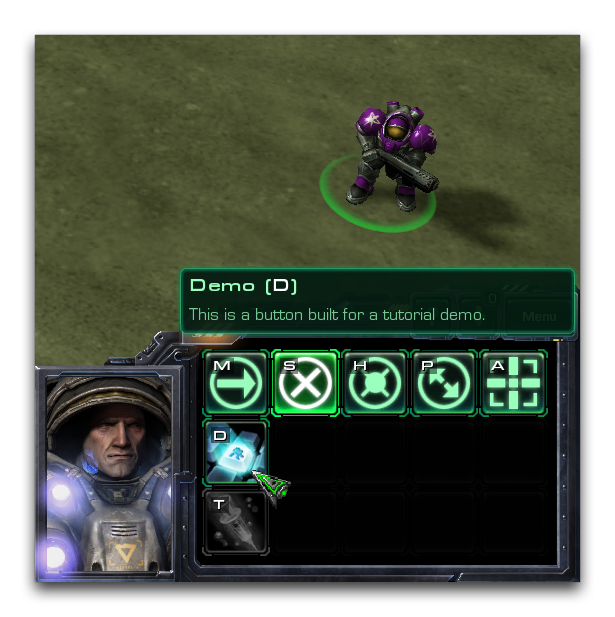 Demo (D)
This is a button built for a tutorial demo.
Menu
M S H P A
D
T